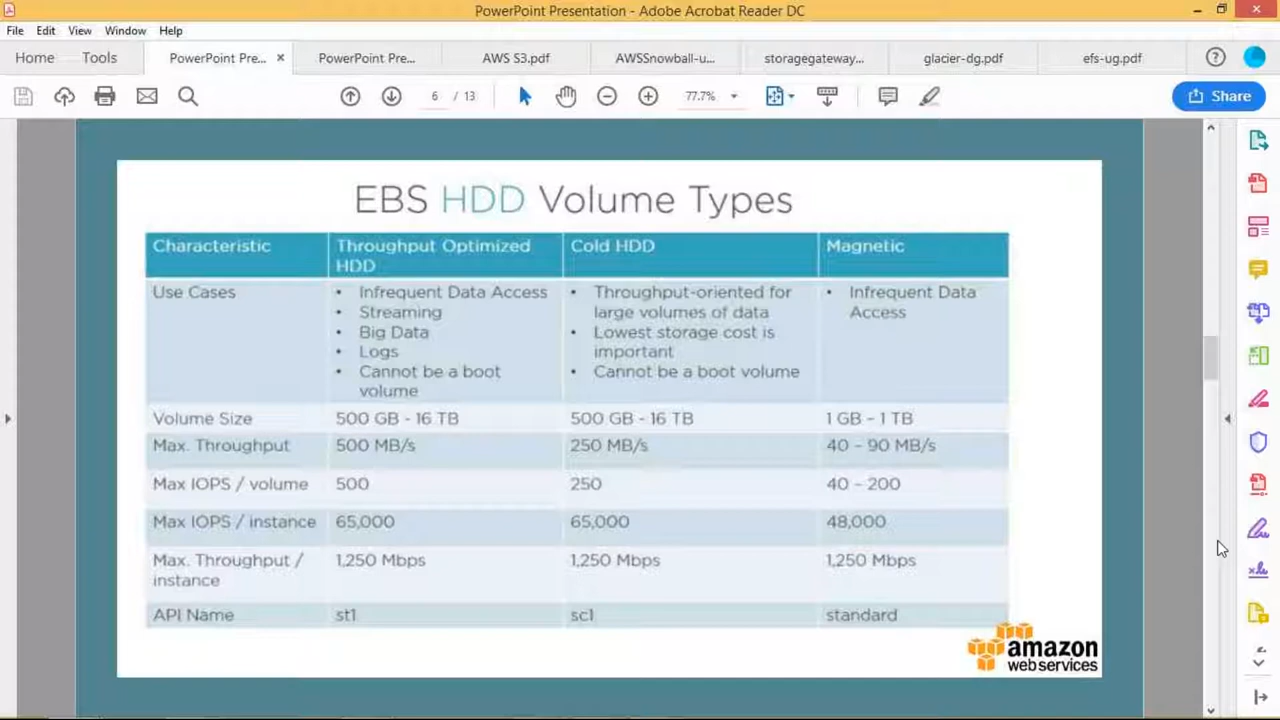 PowerPoint Presentation - Adobe Acrobat Reader DC
File Edit View Window Help
Home Tools PowerPoint Pre... × PowerPoint Pre... AWS S3.pdf AWSSnowball-u... storagegateway... glacier-dg.pdf efs-ug.pdf
6 / 13 77.7% Share
EBS HDD Volume Types
Characteristic
Throughput Optimized
HDD
Cold HDD
Magnetic
Use Cases
• Infrequent Data Access
• Streaming
• Big Data
• Logs
• Cannot be a boot
volume
• Throughput-oriented for
large volumes of data
• Lowest storage cost is
important
• Cannot be a boot volume
• Infrequent Data
Access
Volume Size 500 GB - 16 TB 500 GB - 16 TB 1 GB – 1 TB
Max. Throughput 500 MB/s 250 MB/s 40 – 90 MB/s
Max IOPS / volume 500 250 40 – 200
Max IOPS / instance 65,000 65,000 48,000
Max. Throughput /
instance
1,250 Mbps 1,250 Mbps 1,250 Mbps
API Name st1 sc1 standard
amazon
web services